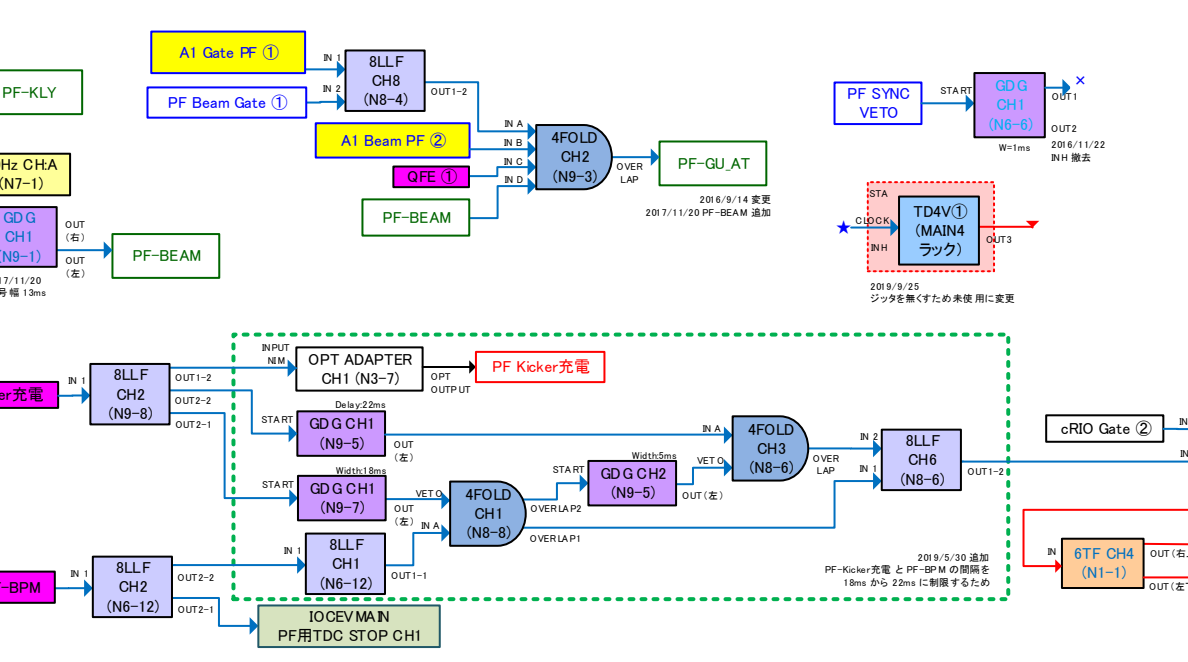 A1 Gate PF ①
IN 1
8LLF
CH8
(N8-4)
PF Beam Gate ①
IN 2
OUT1-2
PF-KLY
A1 Beam PF ②
QFE ①
PF-BEAM
IN A
IN B
IN C
IN D
4FOLD
CH2
(N9-3)
OVER
LAP
PF-GU_AT
2016/9/14 変更
2017/11/20 PF-BEAM 追加
PF SYNC
VETO
START
GDG
CH1
(N6-6)
×
OUT1
OUT2
W=1ms
2016/11/22
INH 撤去
Hz CH:A
(N7-1)
GDG
CH1
(N9-1)
OUT
(右)
OUT
(左)
PF-BEAM
17/11/20
号幅 13ms
STA
★
CLOCK
INH
TD4V①
(MAIN4
ラック)
OUT3
2019/9/25
ジッタを無くすため未使用に変更
er充電
IN 1
8LLF
CH2
(N9-8)
OUT1-2
OUT2-2
OUT2-1
INPUT
NIM
OPT ADAPTER
CH1 (N3-7)
OPT
OUTPUT
PF Kicker充電
Delay:22ms
START
GDG CH1
(N9-5)
OUT
(左)
Width:18ms
START
GDG CH1
(N9-7)
OUT
(左)
VETO
IN A
4FOLD
CH1
(N8-8)
OVERLAP2
OVERLAP1
Width:5ms
START
GDG CH2
(N9-5)
OUT(左)
IN A
VETO
4FOLD
CH3
(N8-6)
OVER
LAP
IN 2
IN 1
8LLF
CH6
(N8-6)
OUT1-2
IN 1
8LLF
CH1
(N6-12)
OUT1-1
2019/5/30 追加
PF-Kicker充電 と PF-BPM の間隔を
18ms から 22ms に制限するため
F-BPM
IN 1
8LLF
CH2
(N6-12)
OUT2-2
OUT2-1
IOCEVMAIN
PF用TDC STOP CH1
cRIO Gate ②
IN
IN
IN
6TF CH4
(N1-1)
OUT(右
OUT(左